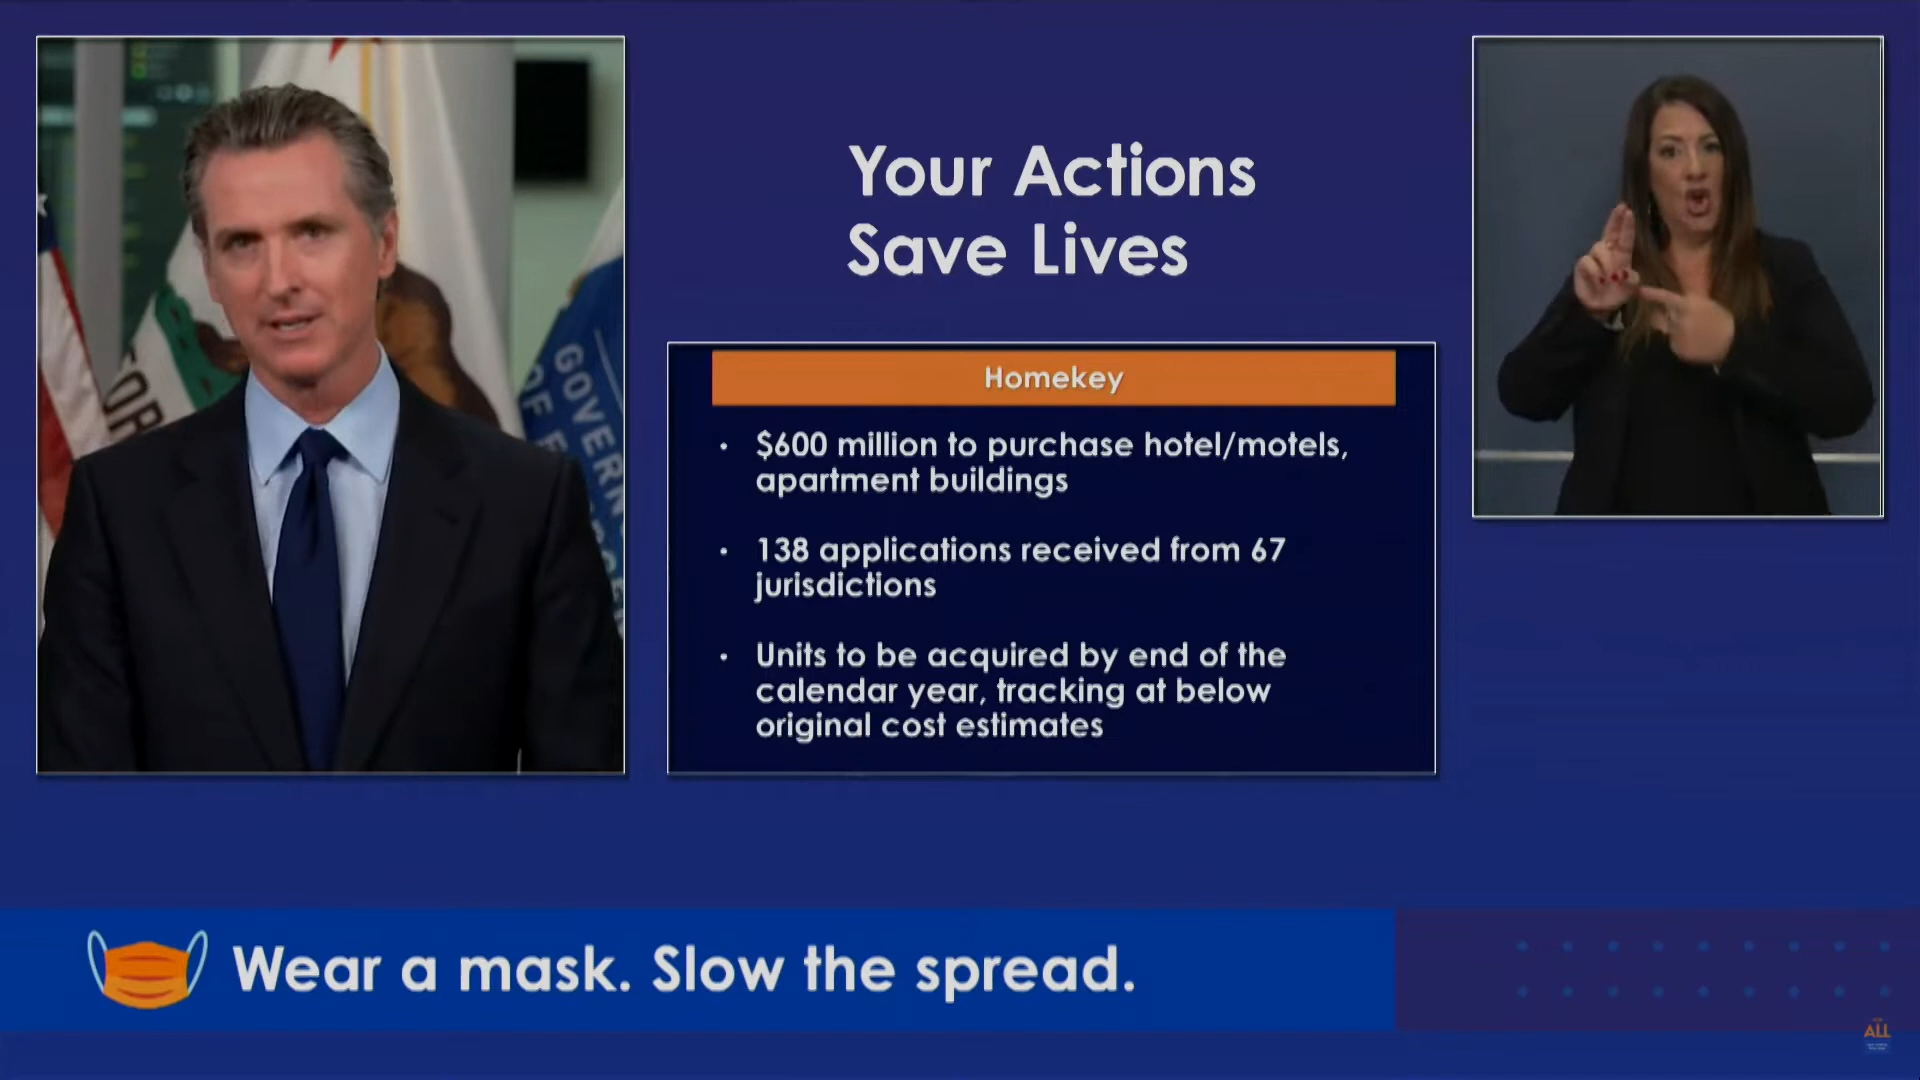 Your Actions
Save Lives
Homekey
• $600 million to purchase hotel/motels,
apartment buildings
• 138 applications received from 67
jurisdictions
• Units to be acquired by end of the
calendar year, tracking at below
original cost estimates
Wear a mask. Slow the spread.
ALL